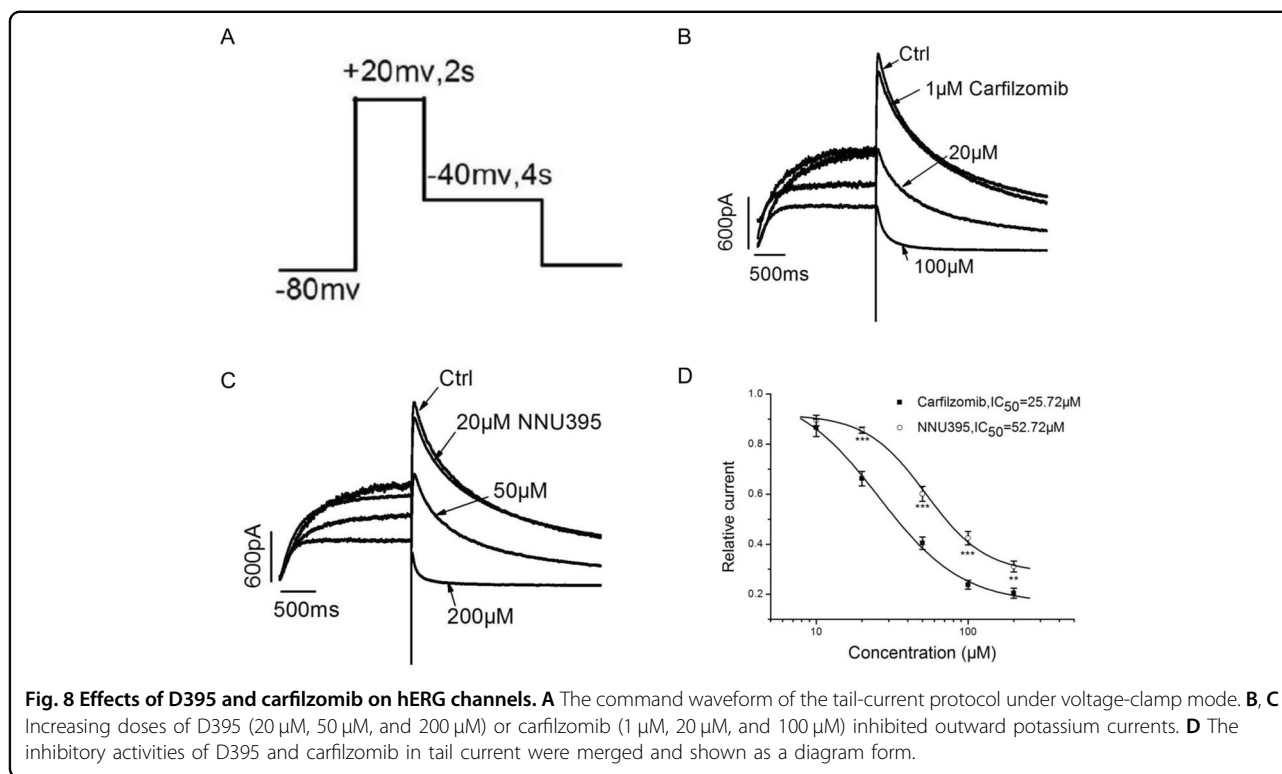 A
+20mv,2s
-40mv,4s
-80mv
B
Ctrl
1µM Carfilzomib
20µM
100µM
600pA
500ms
C
Ctrl
20µM NNU395
50µM
200µM
600pA
500ms
D
Carfilzomib,IC50=25.72µM
NNU395,IC50=52.72µM
1.0
0.8
0.6
0.4
0.2
***
***
***
**
10
100
Relative current
Concentration (µM)
Fig. 8 Effects of D395 and carfilzomib on hERG channels. A The command waveform of the tail-current protocol under voltage-clamp mode. B, C
Increasing doses of D395 (20 µM, 50 µM, and 200 µM) or carfilzomib (1 µM, 20 µM, and 100 µM) inhibited outward potassium currents. D The
inhibitory activities of D395 and carfilzomib in tail current were merged and shown as a diagram form.